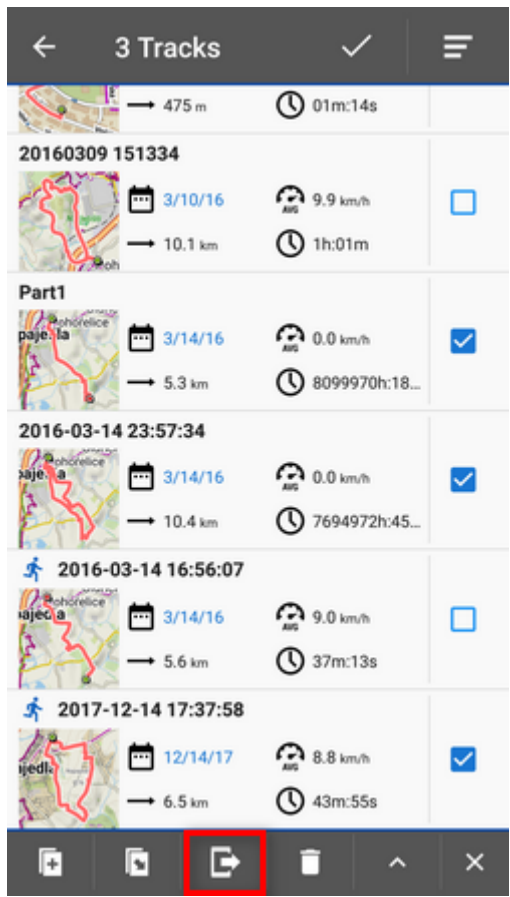 3 Tracks
475 m 01m:14s
20160309 151334
3/10/16 AVG 9.9 km/h
10.1 km 1h:01m
Part1
3/14/16 AVG 0.0 km/h
5.3 km 8099970h:18...
2016-03-14 23:57:34
3/14/16 AVG 0.0 km/h
10.4 km 7694972h:45...
2016-03-14 16:56:07
3/14/16 AVG 9.0 km/h
5.6 km 37m:13s
2017-12-14 17:37:58
12/14/17 AVG 8.8 km/h
6.5 km 43m:55s